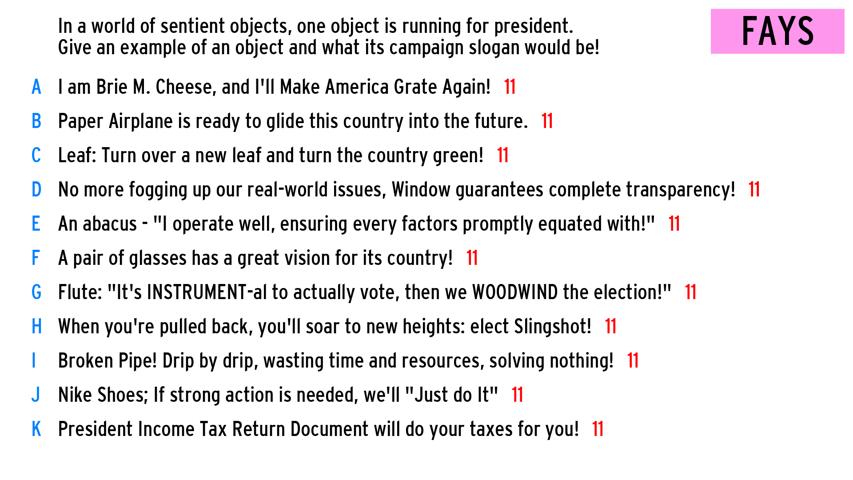 In a world of sentient objects, one object is running for president.
Give an example of an object and what its campaign slogan would be!
FAYS
A I am Brie M. Cheese, and I'll Make America Grate Again! 11
B Paper Airplane is ready to glide this country into the future. 11
C Leaf: Turn over a new leaf and turn the country green! 11
D No more fogging up our real-world issues, Window guarantees complete transparency! 11
E An abacus - "I operate well, ensuring every factors promptly equated with!" 11
F A pair of glasses has a great vision for its country! 11
G Flute: "It's INSTRUMENT-al to actually vote, then we WOODWIND the election!" 11
H When you're pulled back, you'll soar to new heights: elect Slingshot! 11
I Broken Pipe! Drip by drip, wasting time and resources, solving nothing! 11
J Nike Shoes; If strong action is needed, we'll "Just do It" 11
K President Income Tax Return Document will do your taxes for you! 11